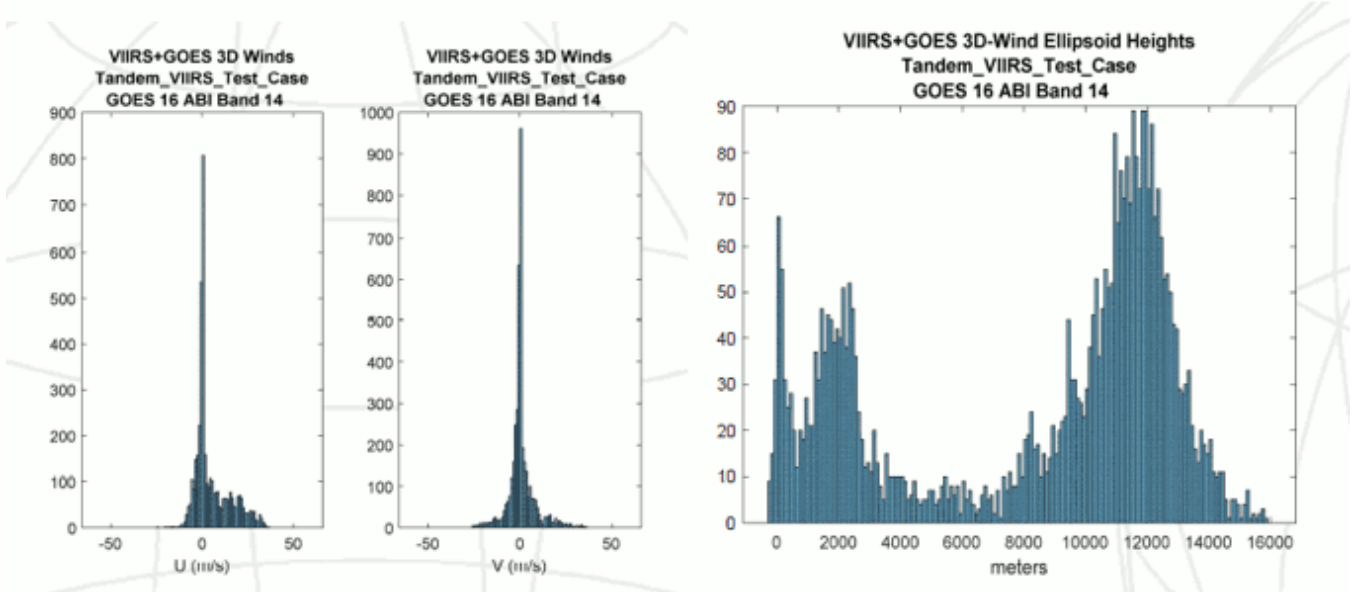 VIIRS+GOES 3D Winds
Tandem_VIIRS_Test_Case
GOES 16 ABI Band 14
900
800
700
600
500
400
300
200
100
0
-50 0 50
U (m/s)
VIIRS+GOES 3D Winds
Tandem_VIIRS_Test_Case
GOES 16 ABI Band 14
1000
900
800
700
600
500
400
300
200
100
0
-50 0 50
V (m/s)
VIIRS+GOES 3D-Wind Ellipsoid Heights
Tandem_VIIRS_Test_Case
GOES 16 ABI Band 14
90
80
70
60
50
40
30
20
10
0
0 2000 4000 6000 8000 10000 12000 14000 16000
meters